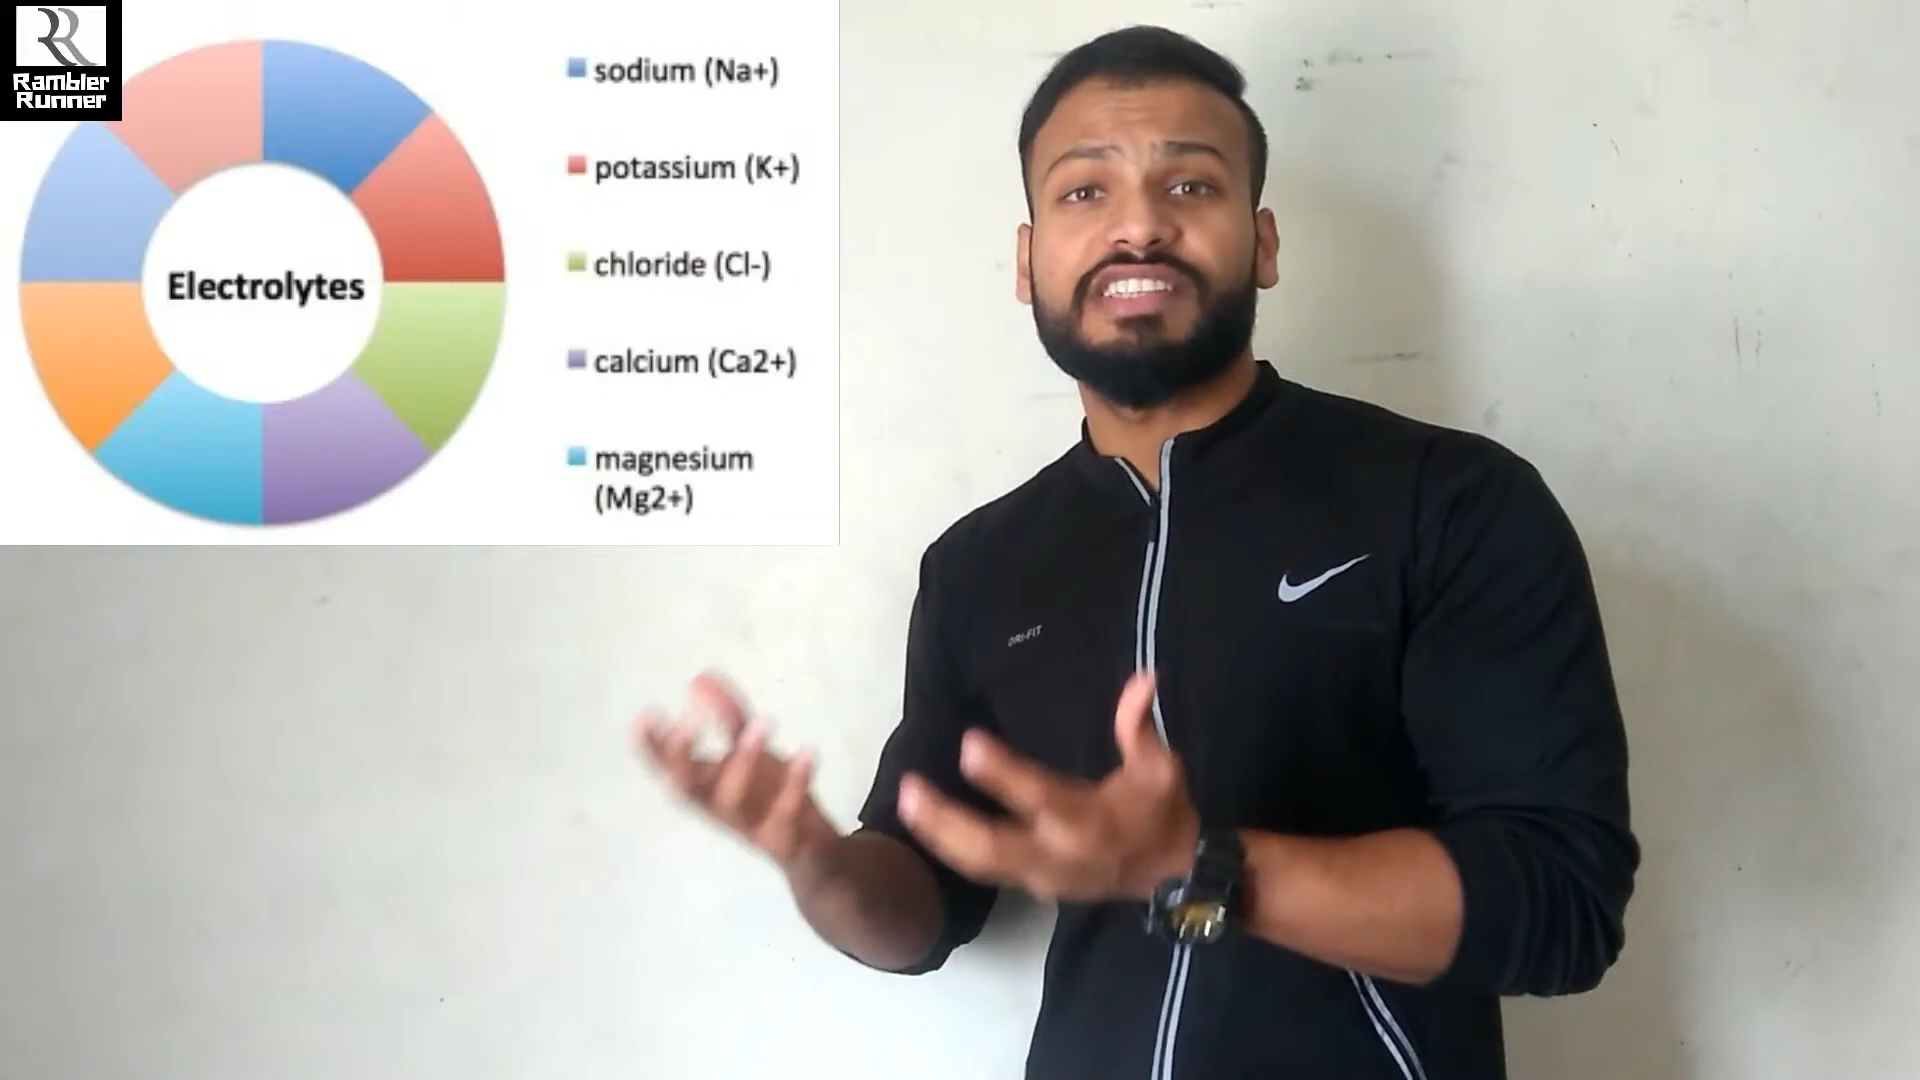 Rambler
Runner
Electrolytes
sodium (Na+)
potassium (K+)
chloride (Cl-)
calcium (Ca2+)
magnesium
(Mg2+)
DRI-FIT